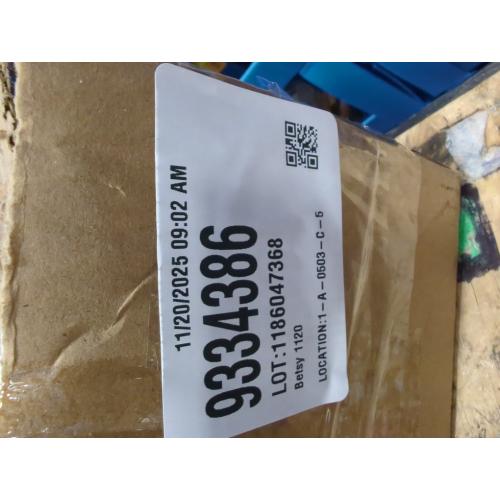 11/20/2025 09:02 AM
9334386
LOT:1186047368
Betsy 1120
LOCATION:1-A-0503-C-5